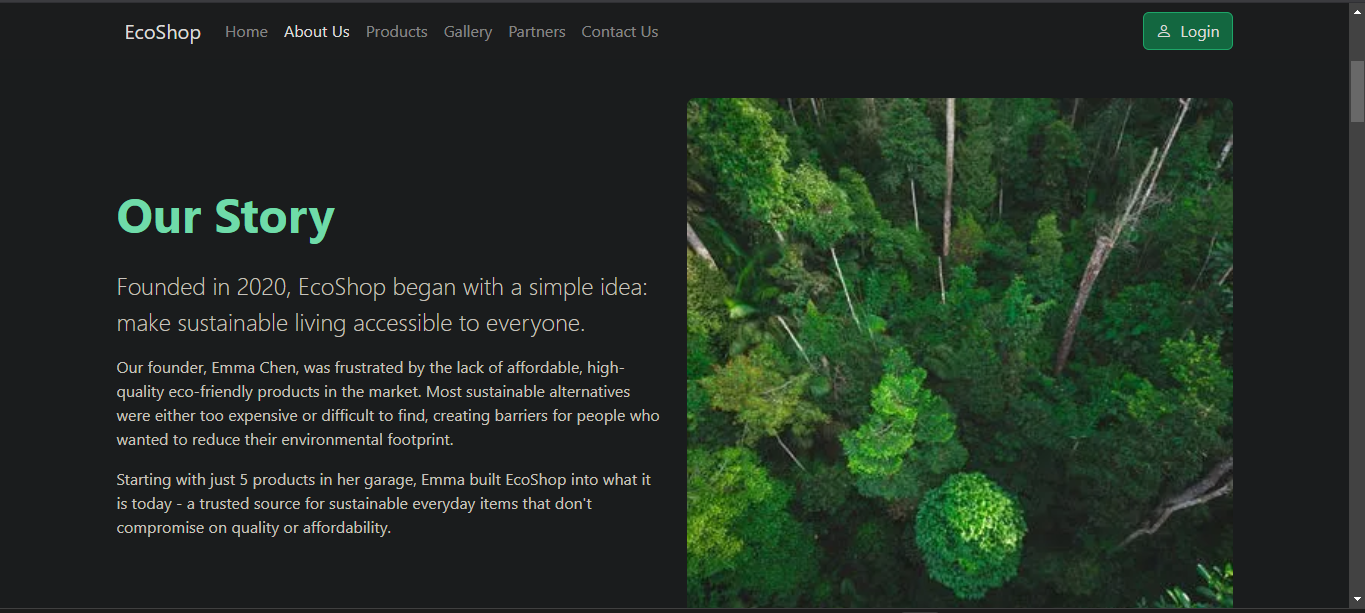 EcoShop Home About Us Products Gallery Partners Contact Us Login
Our Story
Founded in 2020, EcoShop began with a simple idea:
make sustainable living accessible to everyone.
Our founder, Emma Chen, was frustrated by the lack of affordable, high-
quality eco-friendly products in the market. Most sustainable alternatives
were either too expensive or difficult to find, creating barriers for people who
wanted to reduce their environmental footprint.
Starting with just 5 products in her garage, Emma built EcoShop into what it
is today - a trusted source for sustainable everyday items that don't
compromise on quality or affordability.